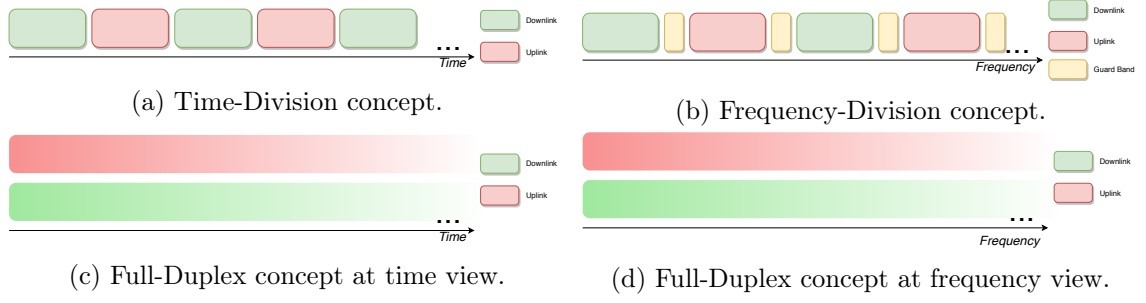 Downlink
Uplink
...
Time
(a) Time-Division concept.
Downlink
Uplink
Guard Band
...
Frequency
(b) Frequency-Division concept.
Downlink
Uplink
...
Time
(c) Full-Duplex concept at time view.
Downlink
Uplink
...
Frequency
(d) Full-Duplex concept at frequency view.